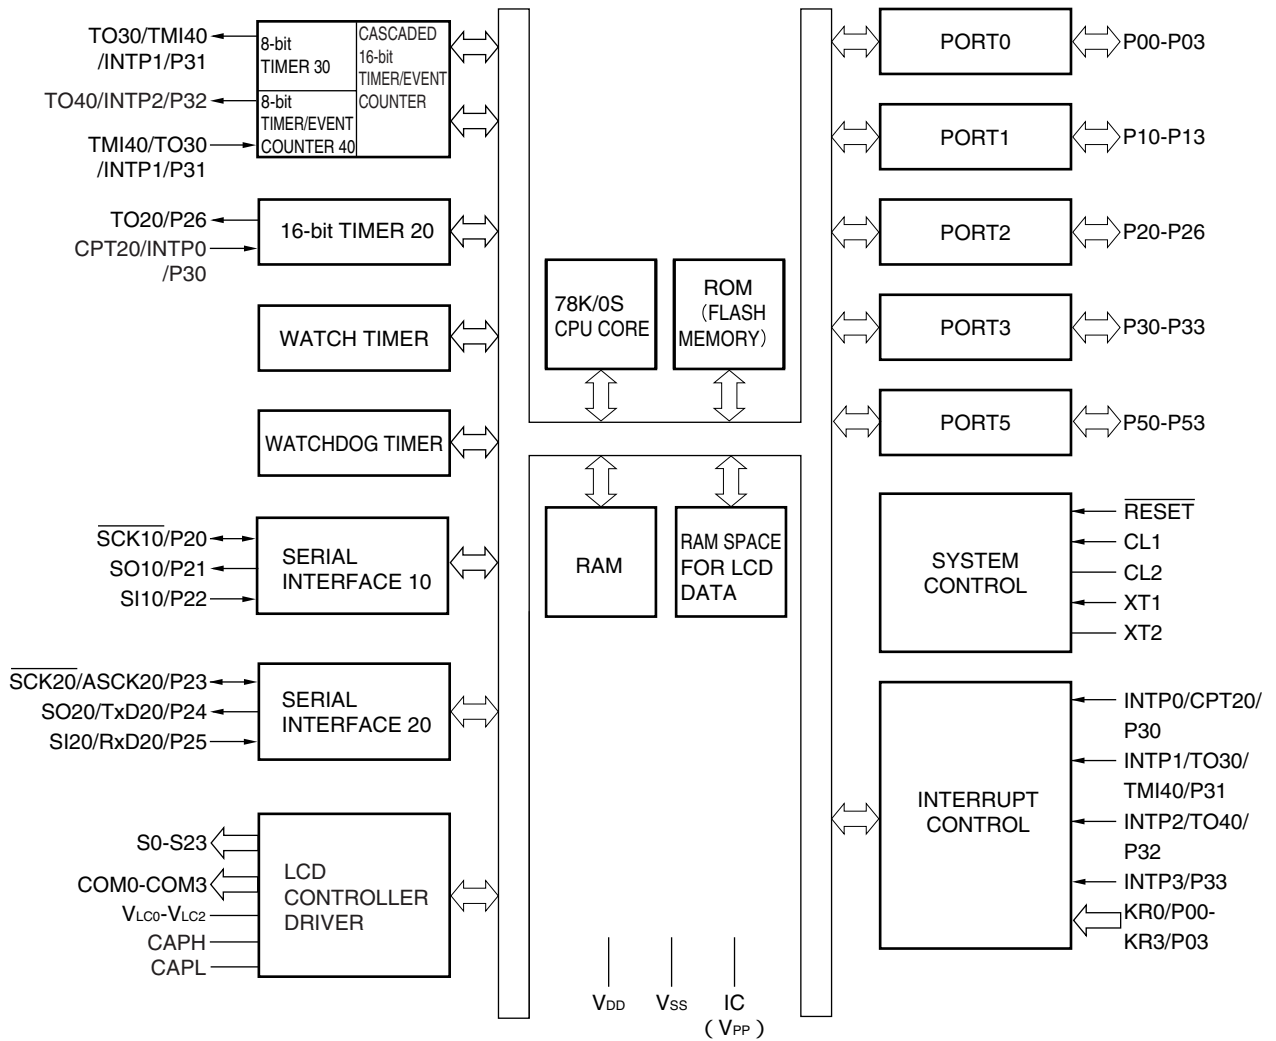 TO30/TMI40
/INTP1/P31
TO40/INTP2/P32
TMI40/TO30
/INTP1/P31
8-bit
TIMER 30
8-bit
TIMER/EVENT
COUNTER 40
CASCADED
16-bit
TIMER/EVENT
COUNTER
TO20/P26
CPT20/INTP0
/P30
16-bit TIMER 20
WATCH TIMER
WATCHDOG TIMER
SCK10/P20
SO10/P21
SI10/P22
SERIAL
INTERFACE 10
SCK20/ASCK20/P23
SO20/TxD20/P24
SI20/RxD20/P25
SERIAL
INTERFACE 20
S0-S23
COM0-COM3
VLC0-VLC2
CAPH
CAPL
LCD
CONTROLLER
DRIVER
78K/0S
CPU CORE
ROM
(FLASH
MEMORY)
RAM
RAM SPACE
FOR LCD
DATA
VDD
VSS
IC
(VPP)
PORT0
P00-P03
PORT1
P10-P13
PORT2
P20-P26
PORT3
P30-P33
PORT5
P50-P53
SYSTEM
CONTROL
RESET
CL1
CL2
XT1
XT2
INTERRUPT
CONTROL
INTP0/CPT20/
P30
INTP1/TO30/
TMI40/P31
INTP2/TO40/
P32
INTP3/P33
KR0/P00-
KR3/P03